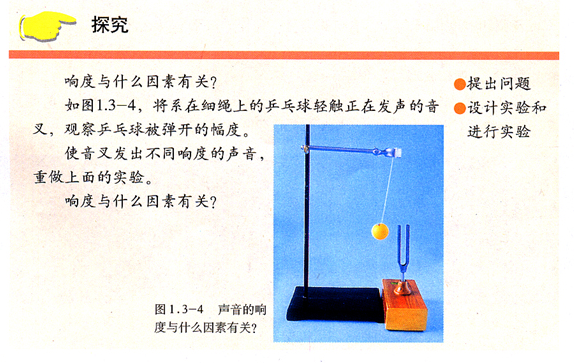 探究
响度与什么因素有关?
如图1.3-4，将系在细绳上的乒乓球轻触正在发声的音
叉，观察乒乓球被弹开的幅度。
使音叉发出不同响度的声音，
重做上面的实验。
响度与什么因素有关?
图1.3-4 声音的响
度与什么因素有关?
●提出问题
●设计实验和
进行实验